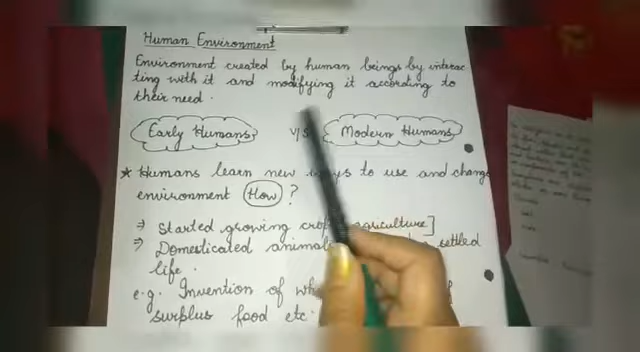 Human Environment
Environment created by human beings by interac
ting with it and modifying it according to
their need.
Early Humans V/S Modern Humans
* Humans learn new ways to use and change
environment How ?
⇒ Started growing crops agriculture]
⇒ Domesticated animals settled
life.
e.g. Invention of
surplus food etc.